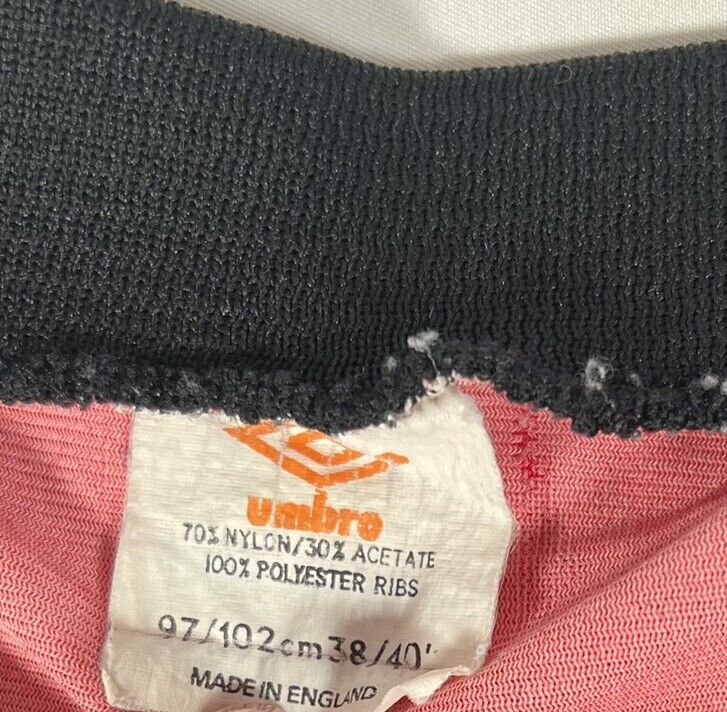 umbro
70% NYLON/30% ACETATE
100% POLYESTER RIBS
97/102cm 38/40'
MADE IN ENGLAND